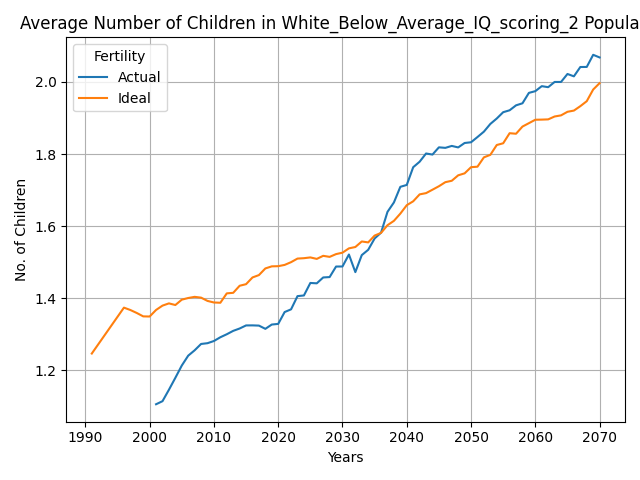 Average Number of Children in White_Below_Average_IQ_scoring_2 Popula
Fertility
Actual
Ideal
No. of Children
2.0
1.8
1.6
1.4
1.2
1990 2000 2010 2020 2030 2040 2050 2060 2070
Years